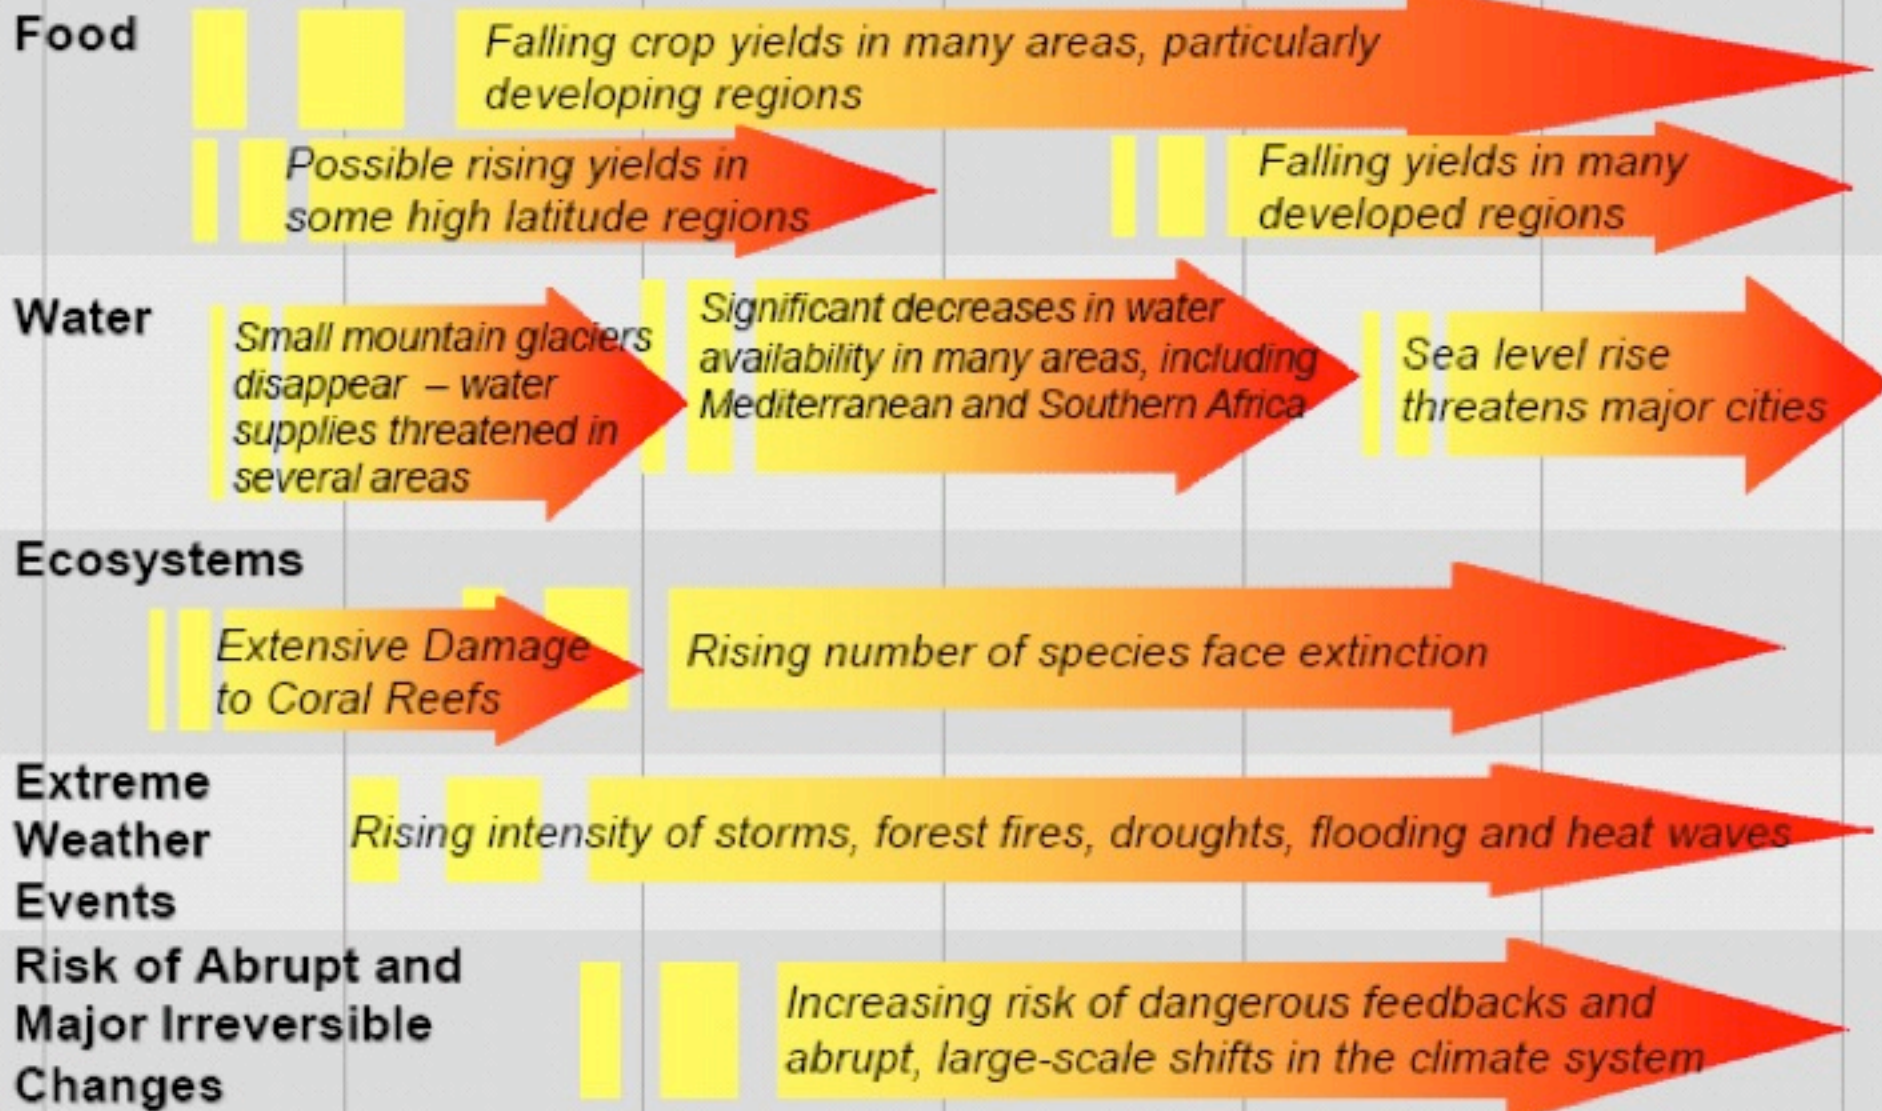 Food
Falling crop yields in many areas, particularly
developing regions
Possible rising yields in
some high latitude regions
Falling yields in many
developed regions
Water
Small mountain glaciers
disappear – water
supplies threatened in
several areas
Significant decreases in water
availability in many areas, including
Mediterranean and Southern Africa
Sea level rise
threatens major cities
Ecosystems
Extensive Damage
to Coral Reefs
Rising number of species face extinction
Extreme
Weather
Events
Rising intensity of storms, forest fires, droughts, flooding and heat waves
Risk of Abrupt and
Major Irreversible
Changes
Increasing risk of dangerous feedbacks and
abrupt, large-scale shifts in the climate system